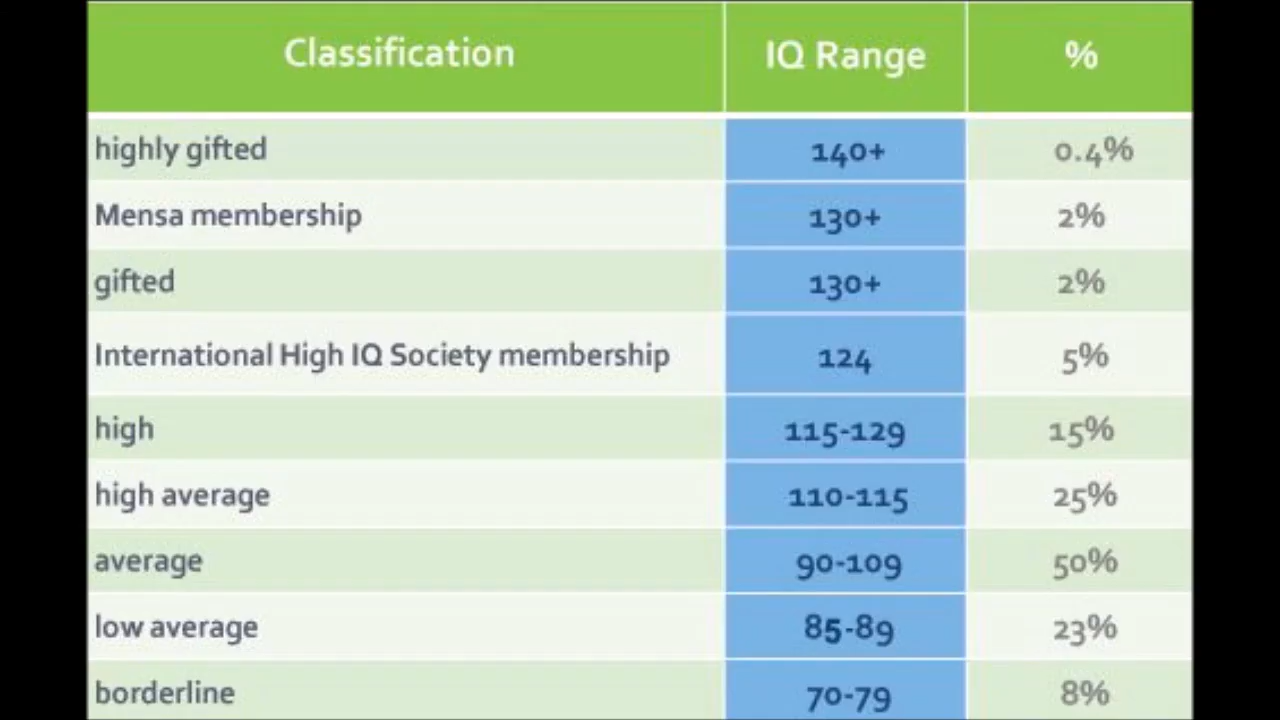 Classification IQ Range %
highly gifted 140+ 0.4%
Mensa membership 130+ 2%
gifted 130+ 2%
International High IQ Society membership 124 5%
high 115-129 15%
high average 110-115 25%
average 90-109 50%
low average 85-89 23%
borderline 70-79 8%